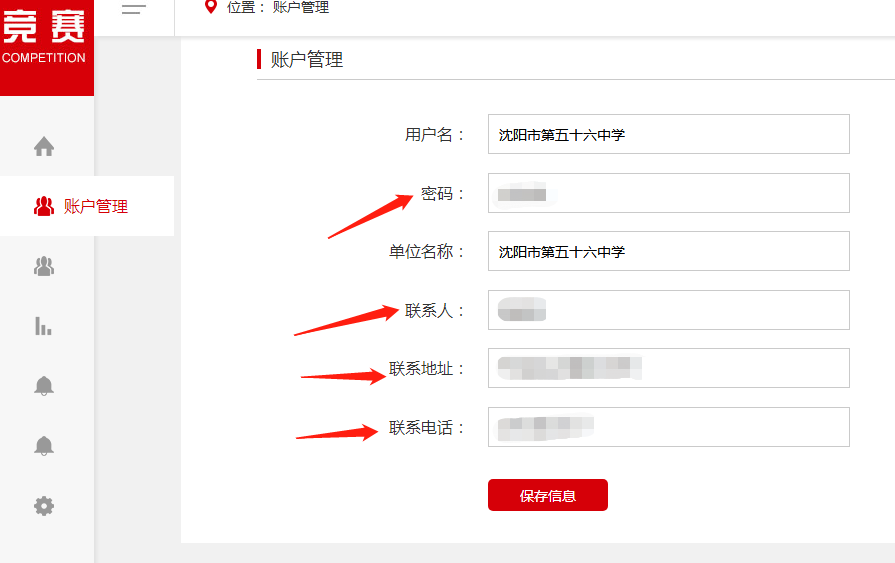 竞 赛
COMPETITION
位置： 账户管理
账户管理
账户管理
用户名： 沈阳市第五十六中学
密码：
单位名称： 沈阳市第五十六中学
联系人：
联系地址：
联系电话：
保存信息